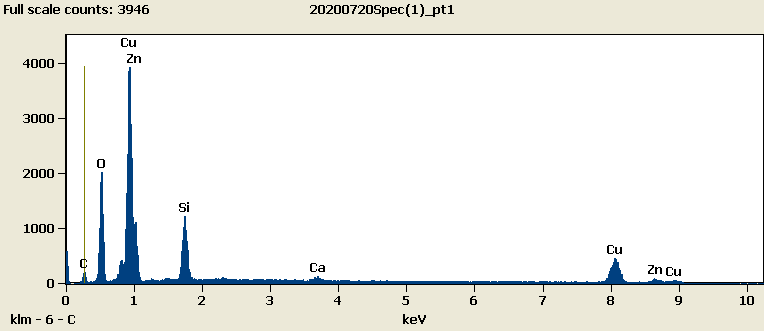 Full scale counts: 3946 20200720Spec(1)_pt1
Cu
Zn
4000
3000
O
2000
Si
1000
C
Ca
Cu
Zn Cu
0
0 1 2 3 4 5 6 7 8 9 10
klm - 6 - C keV